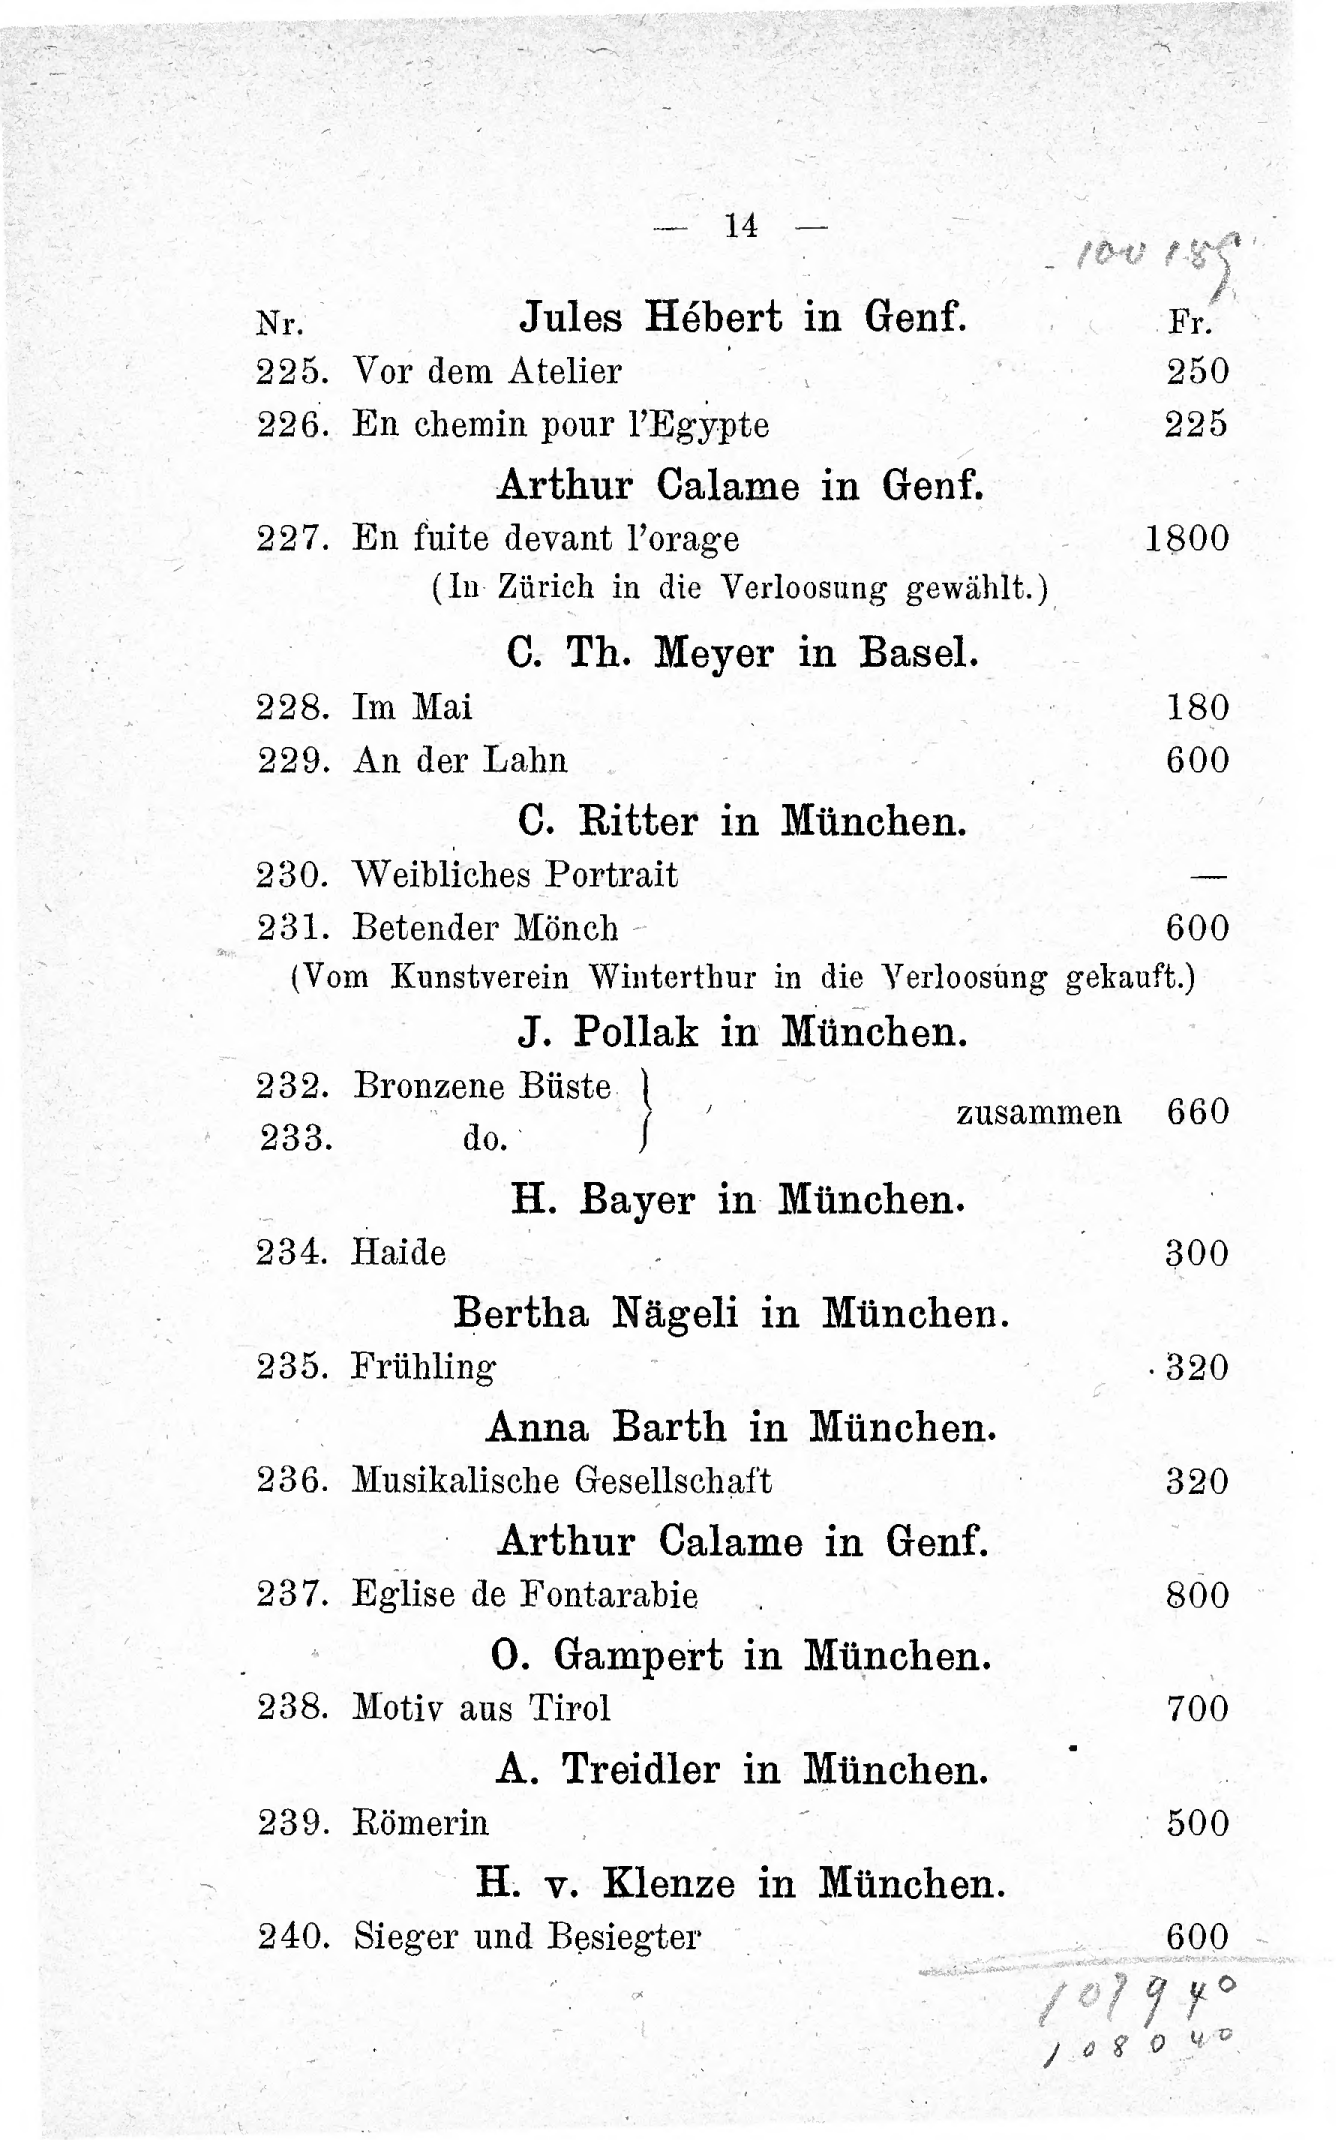 — 14 —
Nr. Jules Hébert in Genf. Fr.
225. Vor dem Atelier 250
226. En chemin pour l'Egypte 225
Arthur Calame in Genf.
227. En fuite devant l'orage 1800
(In Zürich in die Verloosung gewählt.)
C. Th. Meyer in Basel.
228. Im Mai 180
229. An der Lahn 600
C. Ritter in München.
230. Weibliches Portrait —
231. Betender Mönch 600
(Vom Kunstverein Winterthur in die Verloosung gekauft.)
J. Pollak in München.
232. Bronzene Büste } zusammen 660
233. do.
H. Bayer in München.
234. Haide 300
Bertha Nägeli in München.
235. Frühling 320
Anna Barth in München.
236. Musikalische Gesellschaft 320
Arthur Calame in Genf.
237. Eglise de Fontarabie 800
O. Gampert in München.
238. Motiv aus Tirol 700
A. Treidler in München.
239. Römerin 500
H. v. Klenze in München.
240. Sieger und Besiegter 600
107940
108040